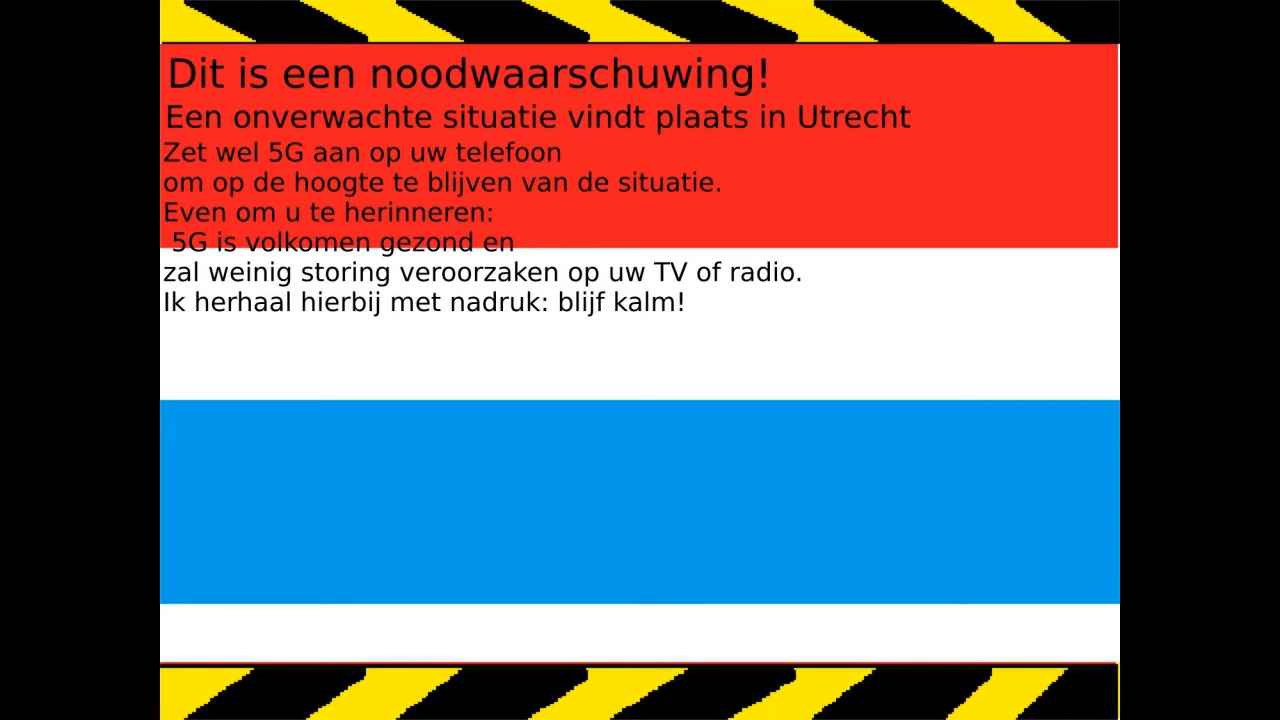 Dit is een noodwaarschuwing!
Een onverwachte situatie vindt plaats in Utrecht
Zet wel 5G aan op uw telefoon
om op de hoogte te blijven van de situatie.
Even om u te herinneren:
5G is volkomen gezond en
zal weinig storing veroorzaken op uw TV of radio.
Ik herhaal hierbij met nadruk: blijf kalm!